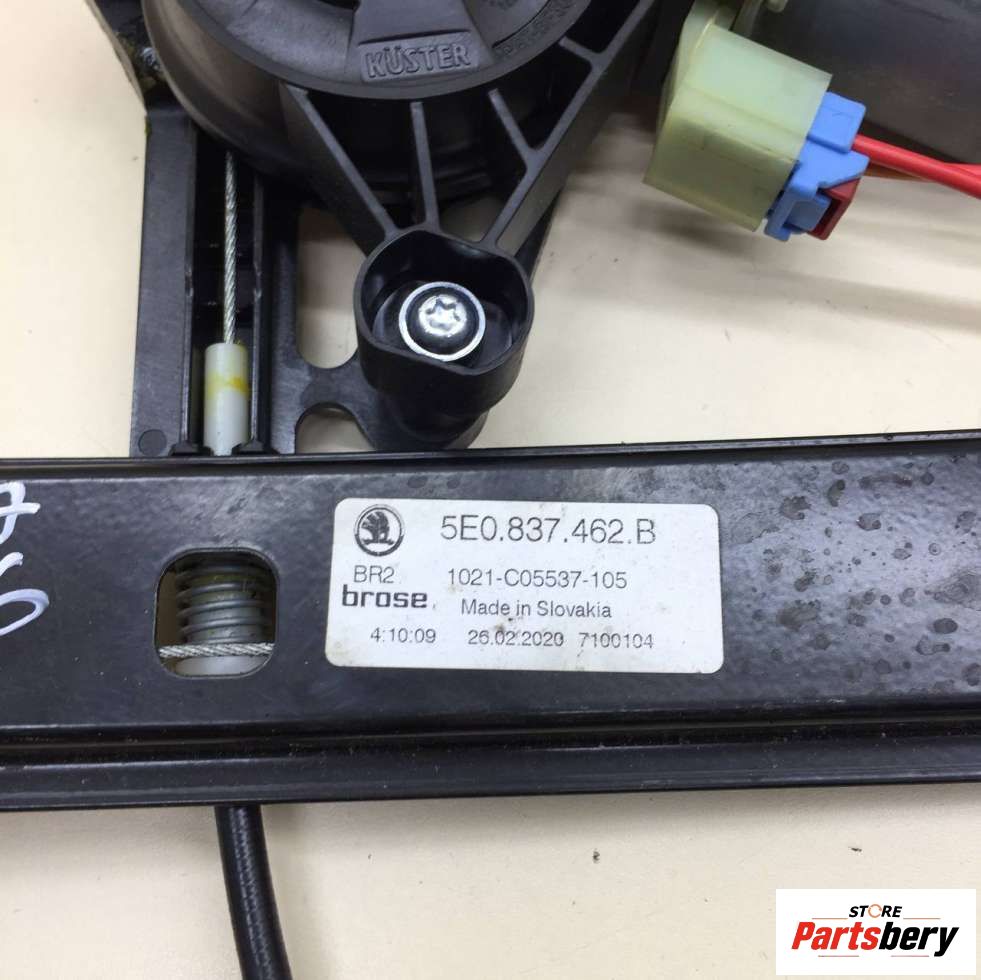 KÜSTER
5E0.837.462.B
BR2 1021-C05537-105
brose Made in Slovakia
4:10:09 26.02.2020 7100104
STORE
Partsbery